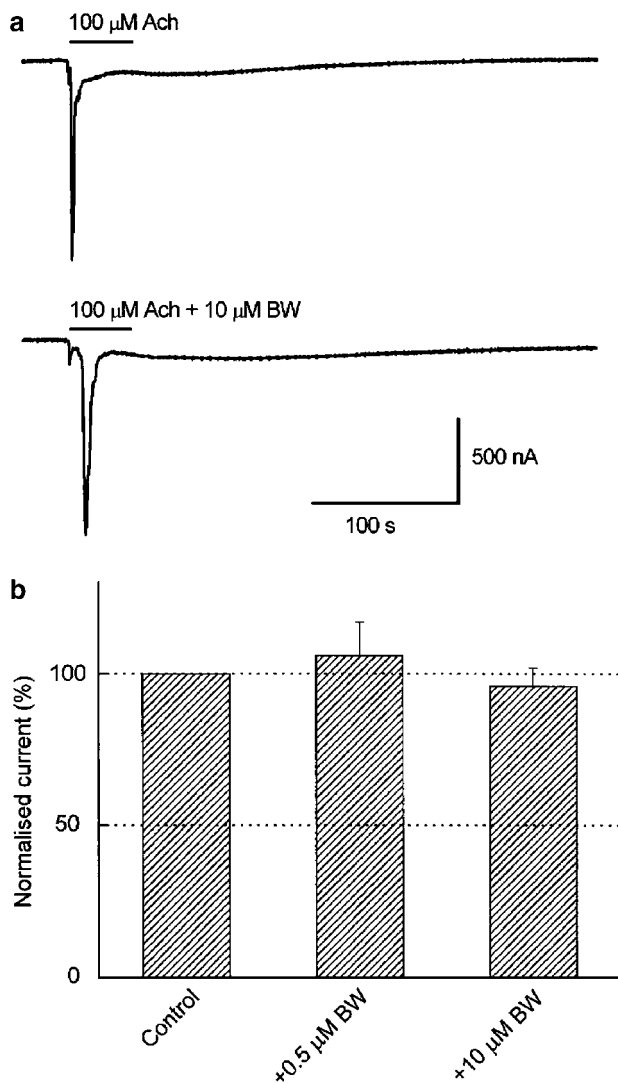 a
100 μM Ach
100 μM Ach + 10 μM BW
500 nA
100 s
b
Normalised current (%)
100
50
0
Control
+0.5 μM BW
+10 μM BW